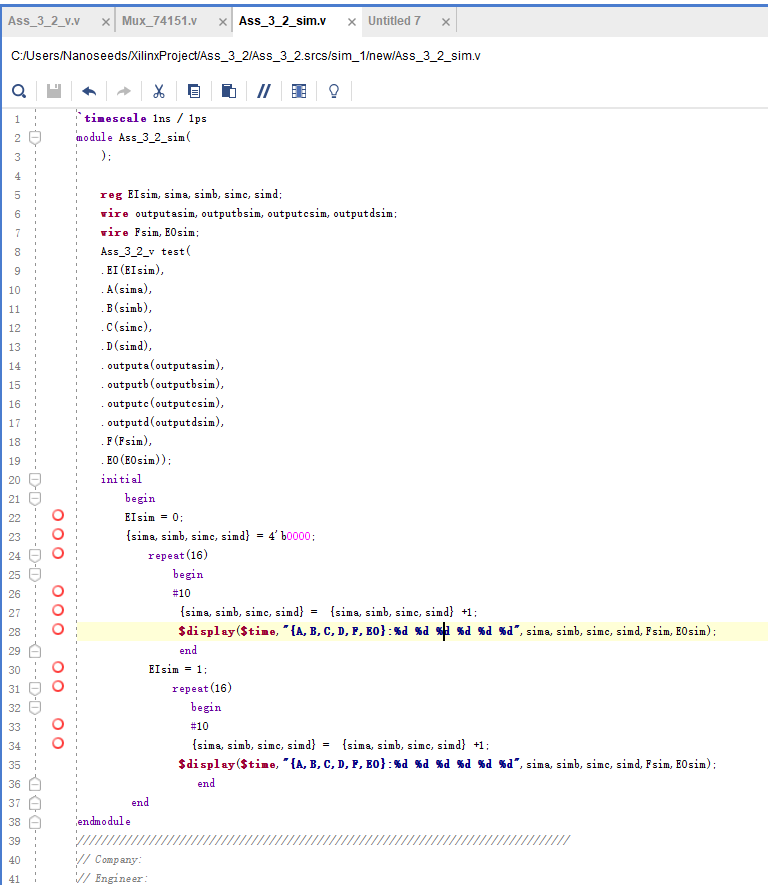 Ass_3_2_v.v × Mux_74151.v × Ass_3_2_sim.v × Untitled 7 ×
C:/Users/Nanoseeds/XilinxProject/Ass_3_2/Ass_3_2.srcs/sim_1/new/Ass_3_2_sim.v
1 `timescale 1ns / 1ps
2 module Ass_3_2_sim(
3 );
4
5 reg EIsim,sima,simb,simc,simd;
6 wire outputasim,outputbsim,outputcsim,outputdsim;
7 wire Fsim,EOsim;
8 Ass_3_2_v test(
9 .EI(EIsim),
10 .A(sima),
11 .B(simb),
12 .C(simc),
13 .D(simd),
14 .outputa(outputasim),
15 .outputb(outputbsim),
16 .outputc(outputcsim),
17 .outputd(outputdsim),
18 .F(Fsim),
19 .EO(EOsim));
20 initial
21 begin
22 EIsim = 0;
23 {sima,simb,simc,simd} = 4'b0000;
24 repeat(16)
25 begin
26 #10
27 {sima,simb,simc,simd} =  {sima,simb,simc,simd} +1;
28 $display($time,"{A,B,C,D,F,EO}:%d %d %d %d %d %d",sima,simb,simc,simd,Fsim,EOsim);
29 end
30 EIsim = 1;
31 repeat(16)
32 begin
33 #10
34 {sima,simb,simc,simd} =  {sima,simb,simc,simd} +1;
35 $display($time,"{A,B,C,D,F,EO}:%d %d %d %d %d %d",sima,simb,simc,simd,Fsim,EOsim);
36 end
37 end
38 endmodule
39 //////////////////////////////////////////////////////////////////////////////////
40 // Company:
41 // Engineer: